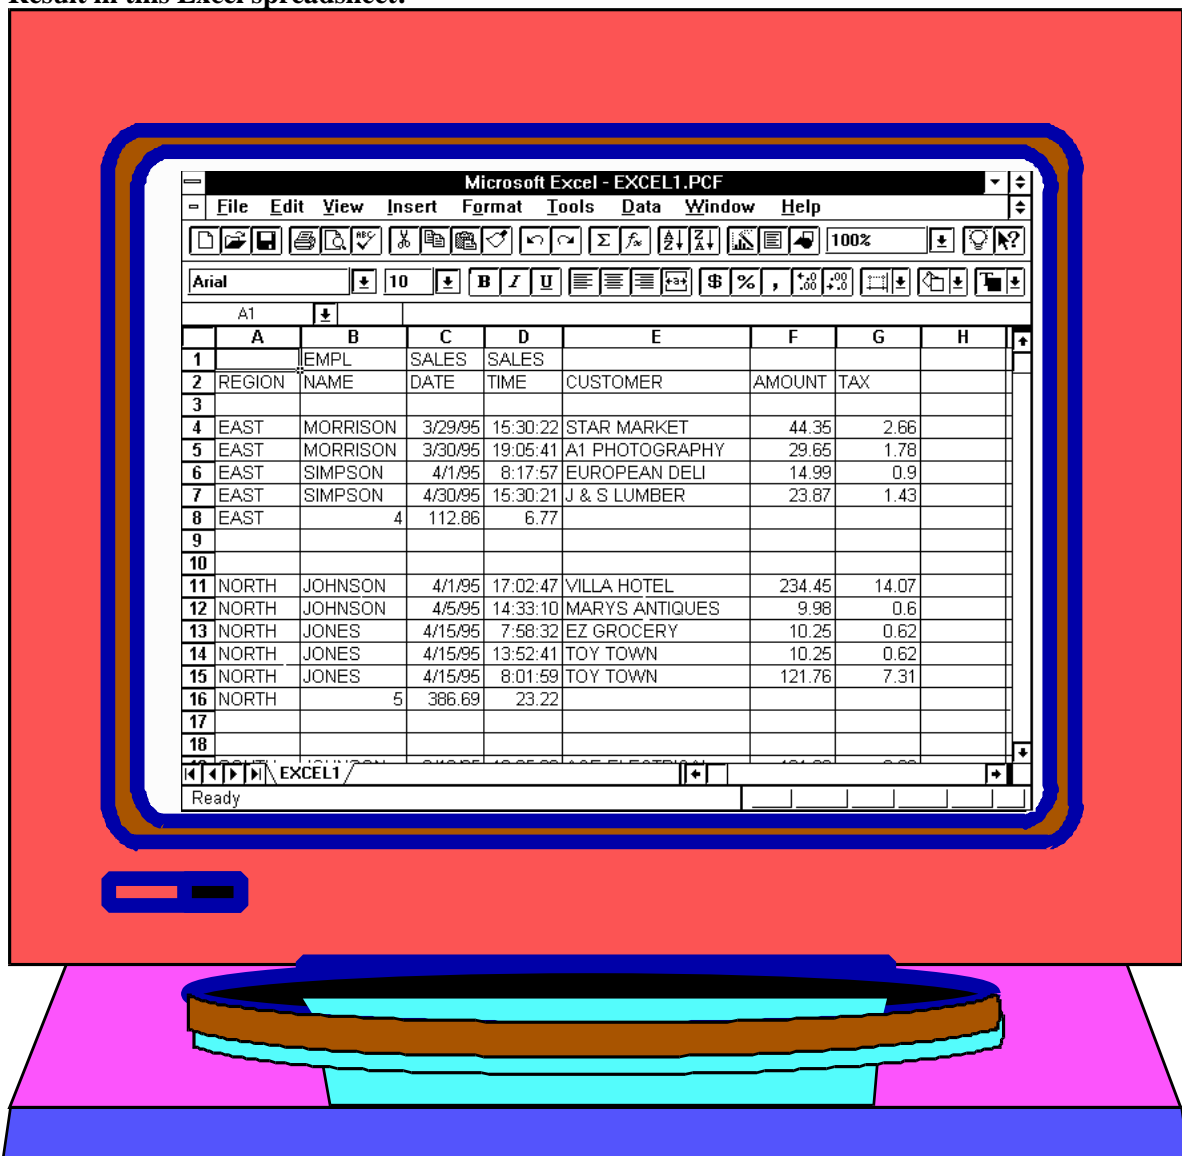 Result in this Excel spreadsheet:
Microsoft Excel - EXCEL1.PCF
File Edit View Insert Format Tools Data Window Help
100%
Arial 10 B I U $ % , .00 .00
A1
A B C D E F G H
1 EMPL SALES SALES
2 REGION NAME DATE TIME CUSTOMER AMOUNT TAX
3
4 EAST MORRISON 3/29/95 15:30:22 STAR MARKET 44.35 2.66
5 EAST MORRISON 3/30/95 19:05:41 A1 PHOTOGRAPHY 29.65 1.78
6 EAST SIMPSON 4/1/95 8:17:57 EUROPEAN DELI 14.99 0.9
7 EAST SIMPSON 4/30/95 15:30:21 J & S LUMBER 23.87 1.43
8 EAST 4 112.86 6.77
9
10
11 NORTH JOHNSON 4/1/95 17:02:47 VILLA HOTEL 234.45 14.07
12 NORTH JOHNSON 4/5/95 14:33:10 MARYS ANTIQUES 9.98 0.6
13 NORTH JONES 4/15/95 7:58:32 EZ GROCERY 10.25 0.62
14 NORTH JONES 4/15/95 13:52:41 TOY TOWN 10.25 0.62
15 NORTH JONES 4/15/95 8:01:59 TOY TOWN 121.76 7.31
16 NORTH 5 386.69 23.22
17
18
EXCEL1
Ready